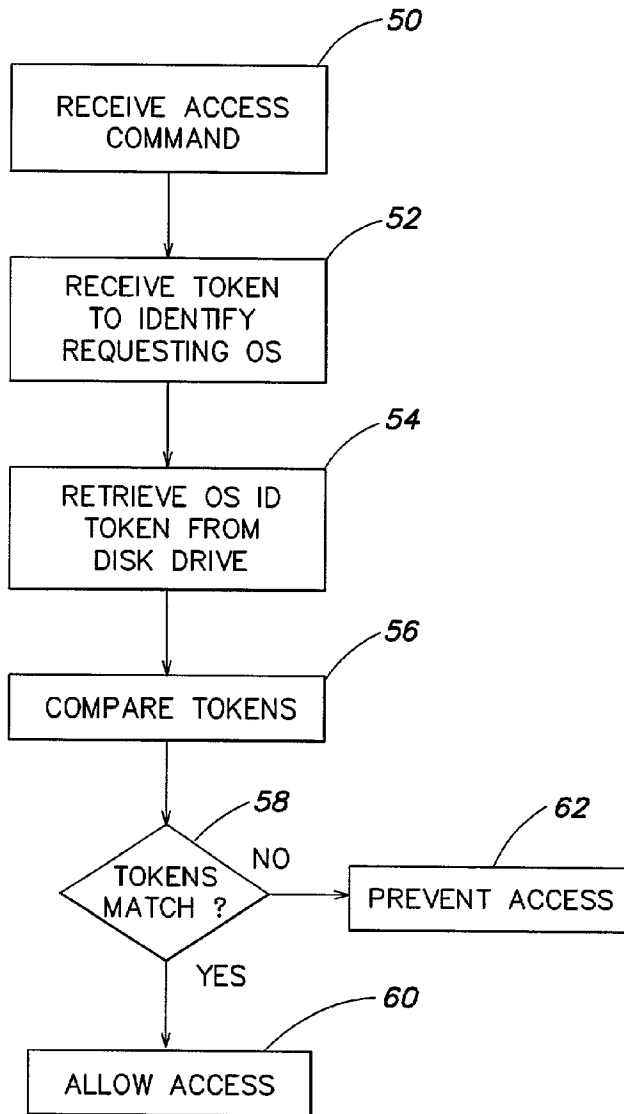 50
RECEIVE ACCESS
COMMAND
52
RECEIVE TOKEN
TO IDENTIFY
REQUESTING OS
54
RETRIEVE OS ID
TOKEN FROM
DISK DRIVE
56
COMPARE TOKENS
58
TOKENS
MATCH ?
NO
62
PREVENT ACCESS
YES
60
ALLOW ACCESS